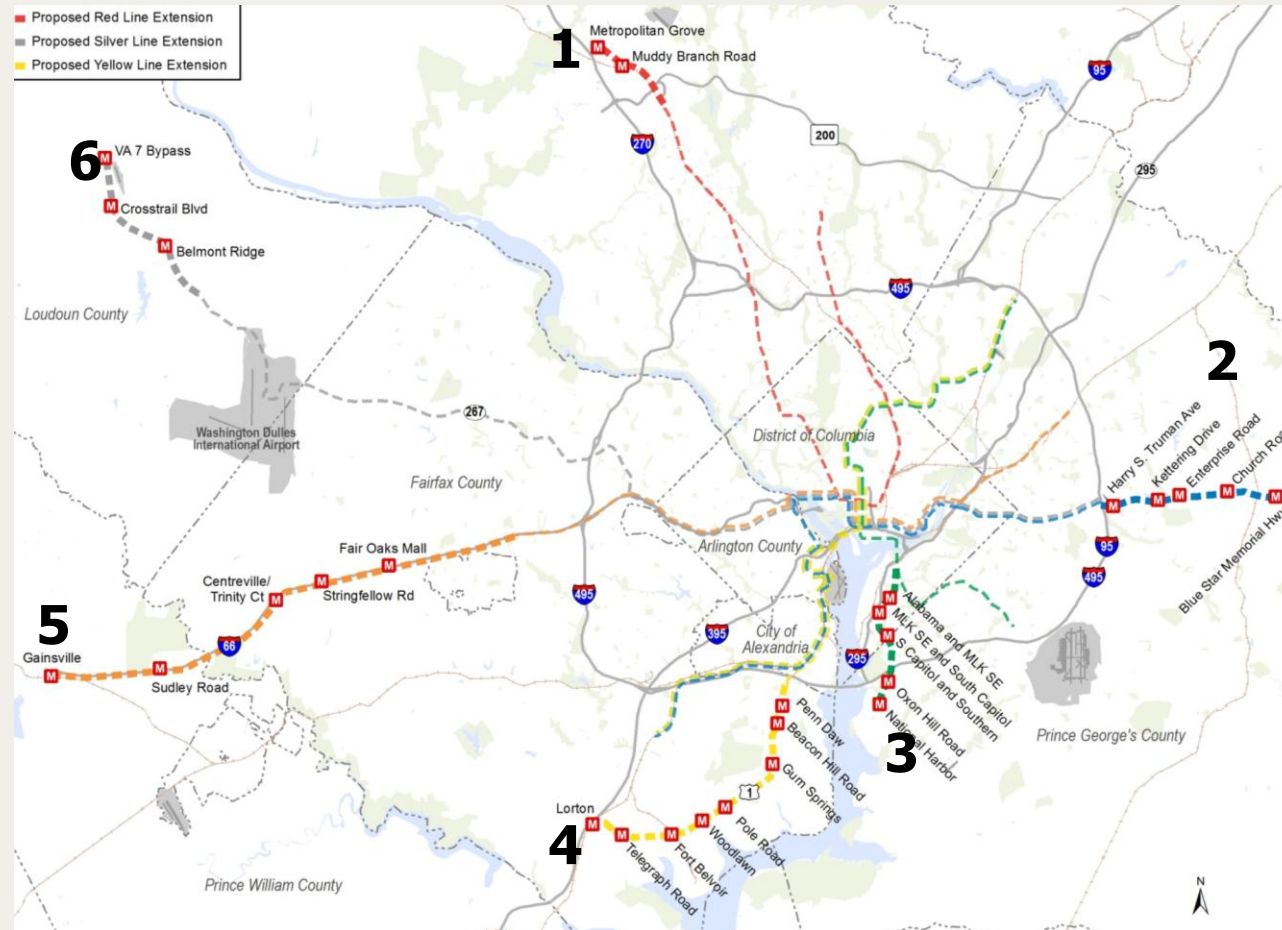 Proposed Red Line Extension
Proposed Silver Line Extension
Proposed Yellow Line Extension
1
Metropolitan Grove
Muddy Branch Road
95
200
270
295
6
VA 7 Bypass
Crosstrail Blvd
Belmont Ridge
Loudoun County
495
2
267
Washington Dulles
International Airport
District of Columbia
Fairfax County
Harry S. Truman Ave
Kettering Drive
Enterprise Road
Church
Blue Star Memorial Hwy
Arlington County
95
495
Fair Oaks Mall
Centreville/
Trinity Ct
Stringfellow Rd
495
5
Gainsville
66
Sudley Road
395
City of
Alexandria
295
Alabama and MLK SE
MLK SE and South Capitol
S Capitol and Southern
Oxon Hill Road
National Harbor
3
Prince George's County
Penn Daw
Beacon Hill Road
Gum Springs
1
Pole Road
Woodlawn
Fort Belvoir
Telegraph Road
Lorton
4
Prince William County
N